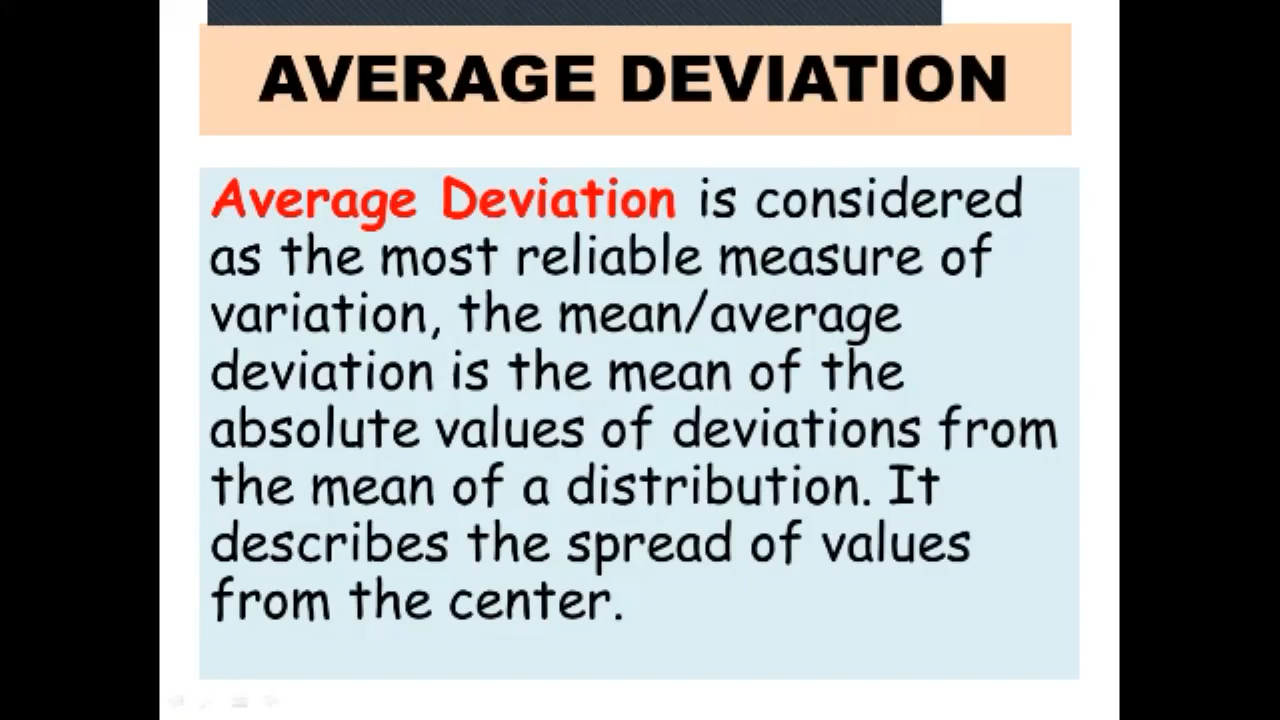 AVERAGE DEVIATION
Average Deviation is considered
as the most reliable measure of
variation, the mean/average
deviation is the mean of the
absolute values of deviations from
the mean of a distribution. It
describes the spread of values
from the center.